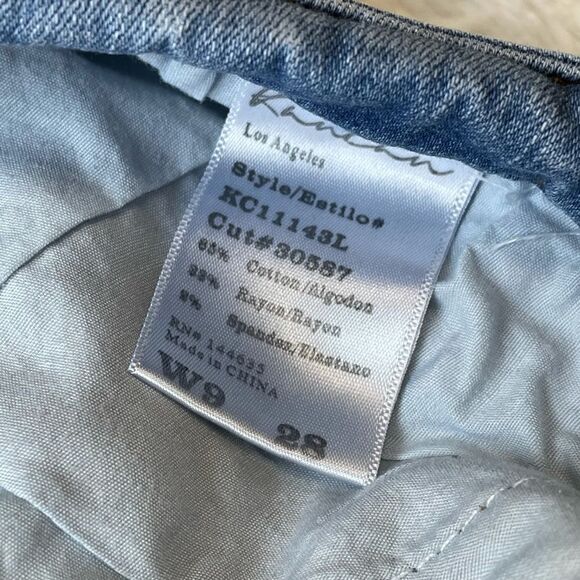 KanCan
Los Angeles
Style/Estilo#
KC11143L
Cut#30587
Cotton/Algodon
Rayon/Rayon
2% Spandex/Elastano
RN# 144635
Made in CHINA
W9 28